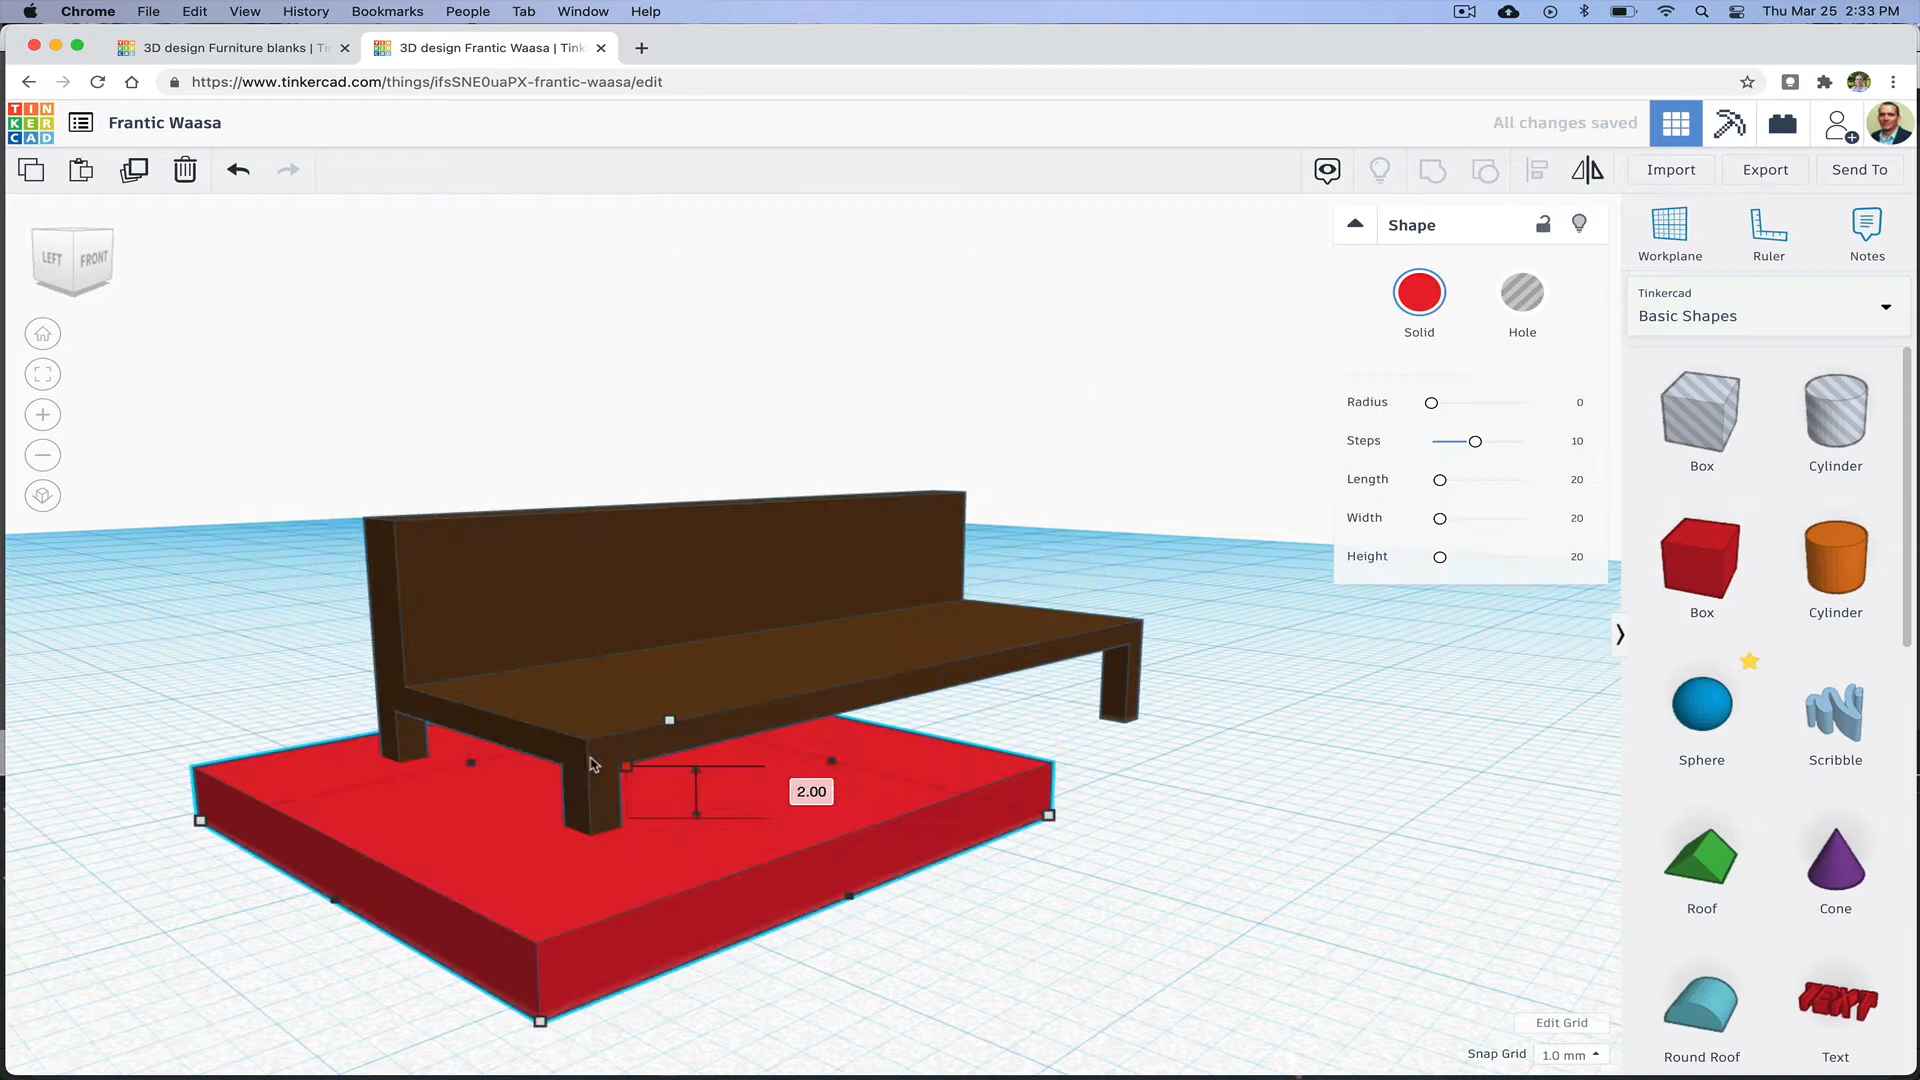 Chrome File Edit View History Bookmarks People Tab Window Help Thu Mar 25 2:33 PM
3D design Furniture blanks | Ti 3D design Frantic Waasa | Tink
https://www.tinkercad.com/things/ifsSNE0uaPX-frantic-waasa/edit
TIN
KER
CAD
Frantic Waasa All changes saved
Import Export Send To
LEFT FRONT
Shape
Solid Hole
Radius 0
Steps 10
Length 20
Width 20
Height 20
2.00
Workplane Ruler Notes
Tinkercad
Basic Shapes
Box Cylinder
Box Cylinder
Sphere Scribble
Roof Cone
TEXT
Round Roof Text
Edit Grid
Snap Grid 1.0 mm